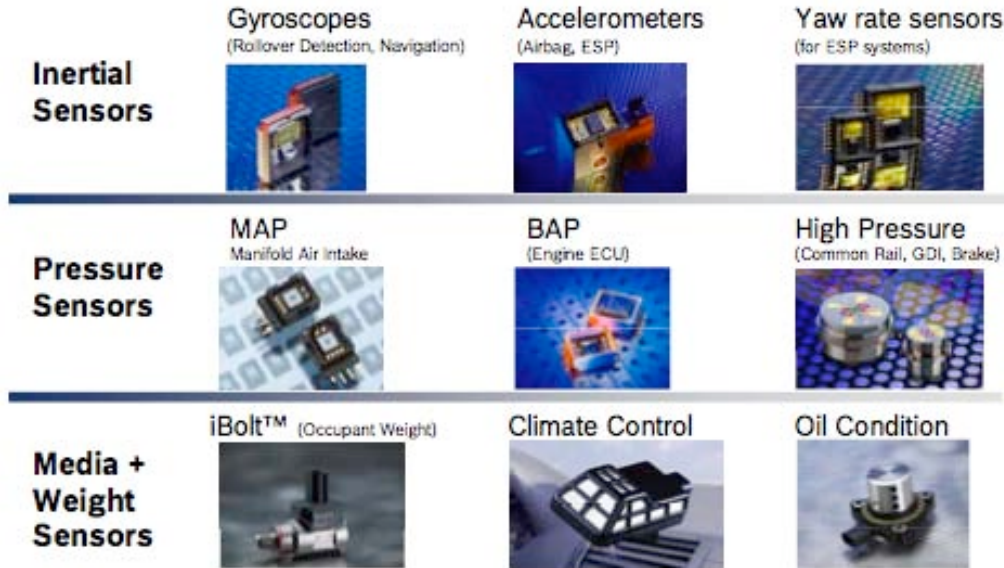 Gyroscopes
(Rollover Detection, Navigation)
Accelerometers
(Airbag, ESP)
Yaw rate sensors
(for ESP systems)
Inertial
Sensors
MAP
Manifold Air Intake
BAP
(Engine ECU)
High Pressure
(Common Rail, GDI, Brake)
Pressure
Sensors
iBolt™ (Occupant Weight)
Climate Control
Oil Condition
Media +
Weight
Sensors